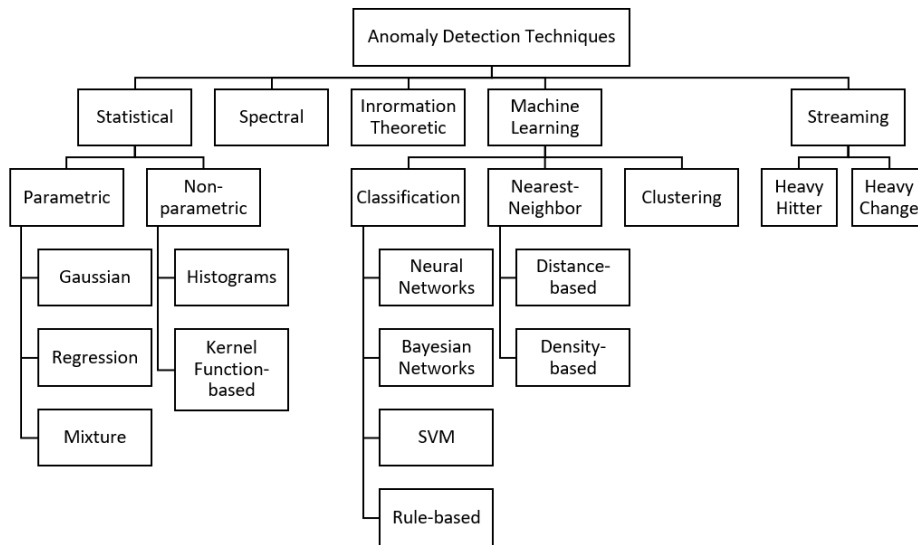 Anomaly Detection Techniques
Statistical
Spectral
Inrormation
Theoretic
Machine
Learning
Streaming
Parametric
Non-
parametric
Classification
Nearest-
Neighbor
Clustering
Heavy
Hitter
Heavy
Change
Gaussian
Histograms
Neural
Networks
Distance-
based
Regression
Kernel
Function-
based
Bayesian
Networks
Density-
based
Mixture
SVM
Rule-based